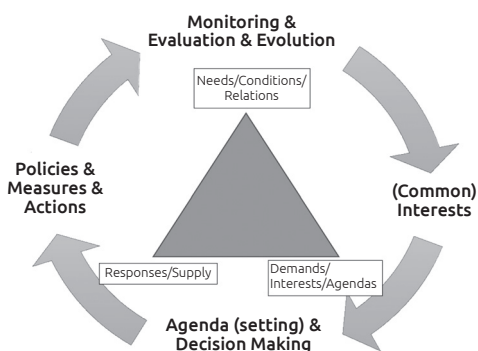 Monitoring &
Evaluation & Evolution
Needs/Conditions/
Relations
Policies &
Measures &
Actions
(Common)
Interests
Responses/Supply
Demands/
Interests/Agendas
Agenda (setting) &
Decision Making